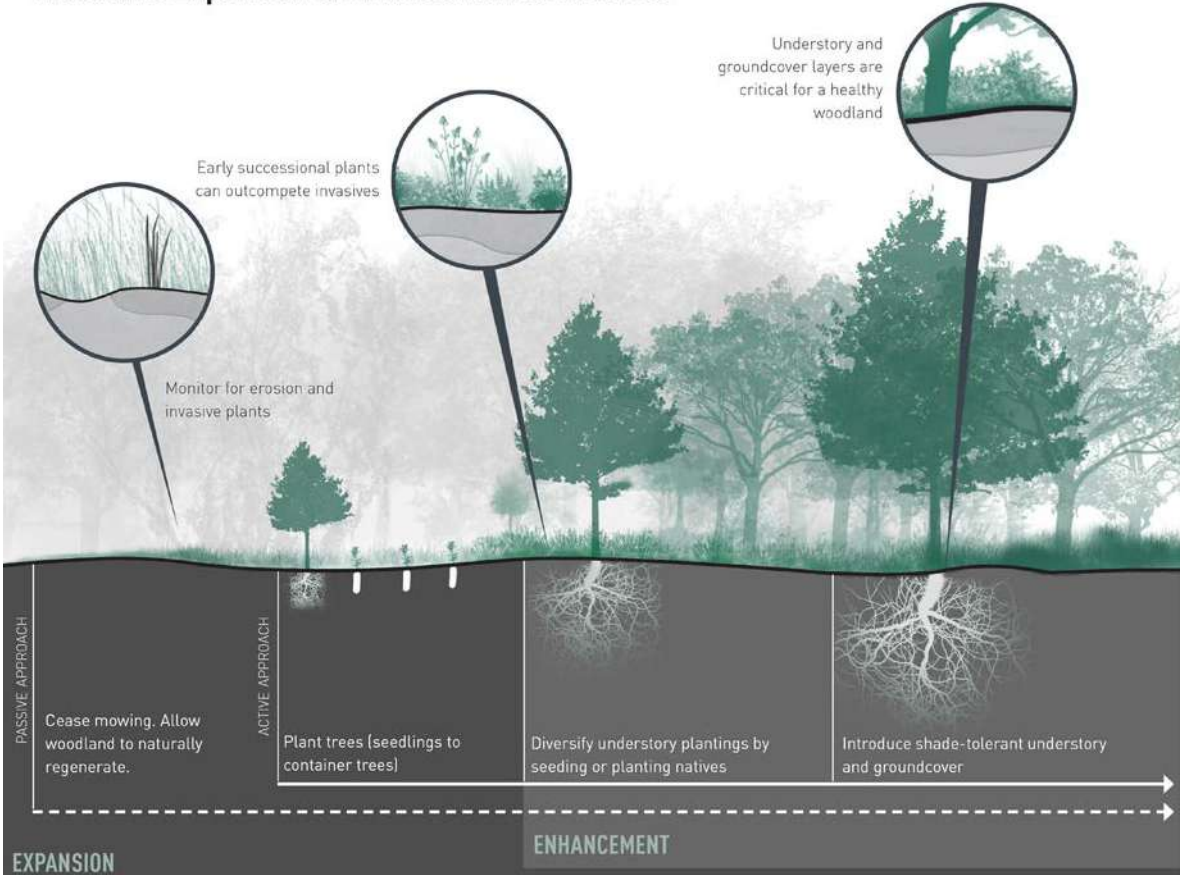 Understory and
groundcover layers are
critical for a healthy
woodland
Early successional plants
can outcompete invasives
Monitor for erosion and
invasive plants
PASSIVE APPROACH
Cease mowing. Allow
woodland to naturally
regenerate.
ACTIVE APPROACH
Plant trees (seedlings to
container trees)
Diversify understory plantings by
seeding or planting natives
Introduce shade-tolerant understory
and groundcover
EXPANSION
ENHANCEMENT